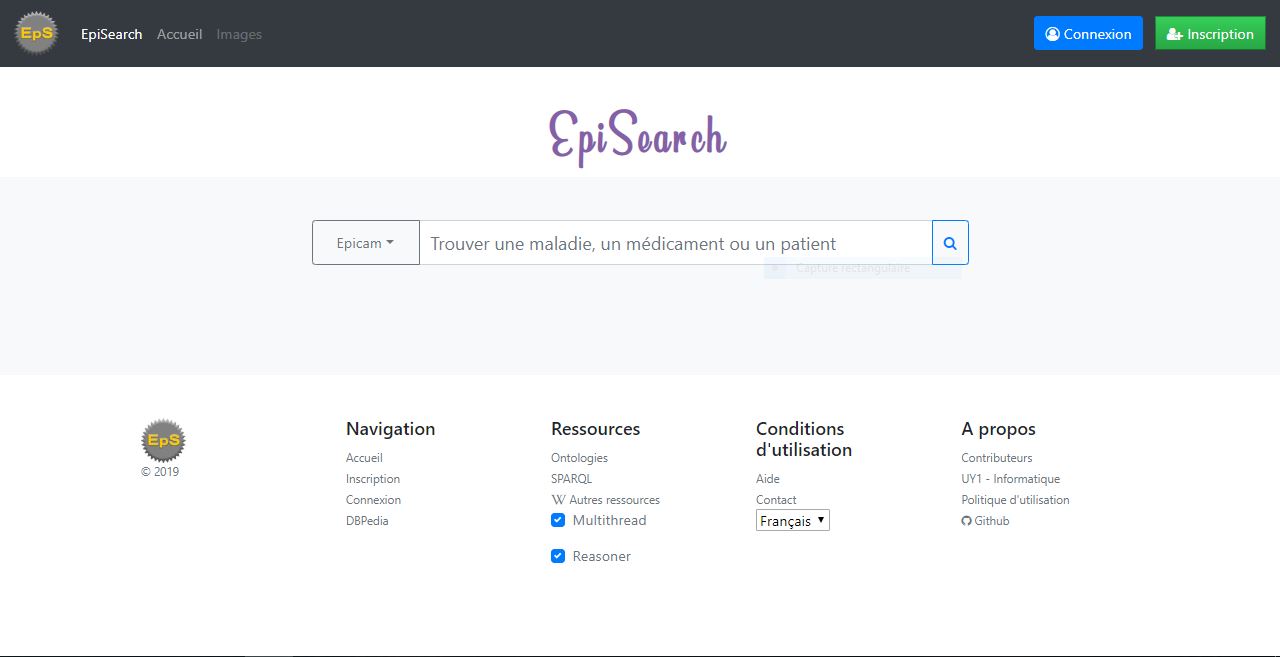 EpS EpiSearch Accueil Images Connexion Inscription
EpiSearch
Epicam Trouver une maladie, un médicament ou un patient
Capture rectangulaire
EpS
© 2019
Navigation
Accueil
Inscription
Connexion
DBPedia
Ressources
Ontologies
SPARQL
W Autres ressources
Multithread
Reasoner
Conditions
d'utilisation
Aide
Contact
Français
A propos
Contributeurs
UY1 - Informatique
Politique d'utilisation
Github